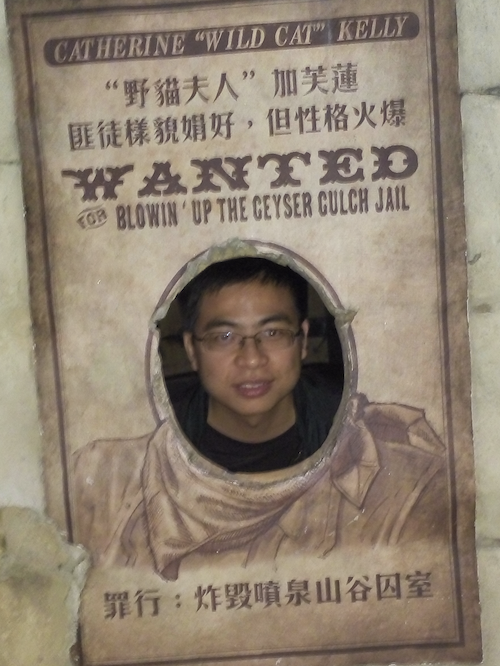 CATHERINE "WILD CAT" KELLY
“野貓夫人”加芙蓮
匪徒樣貌娟好，但性格火爆
WANTED
FOR BLOWIN' UP THE GEYSER GULCH JAIL
罪行：炸毀噴泉山谷囚室